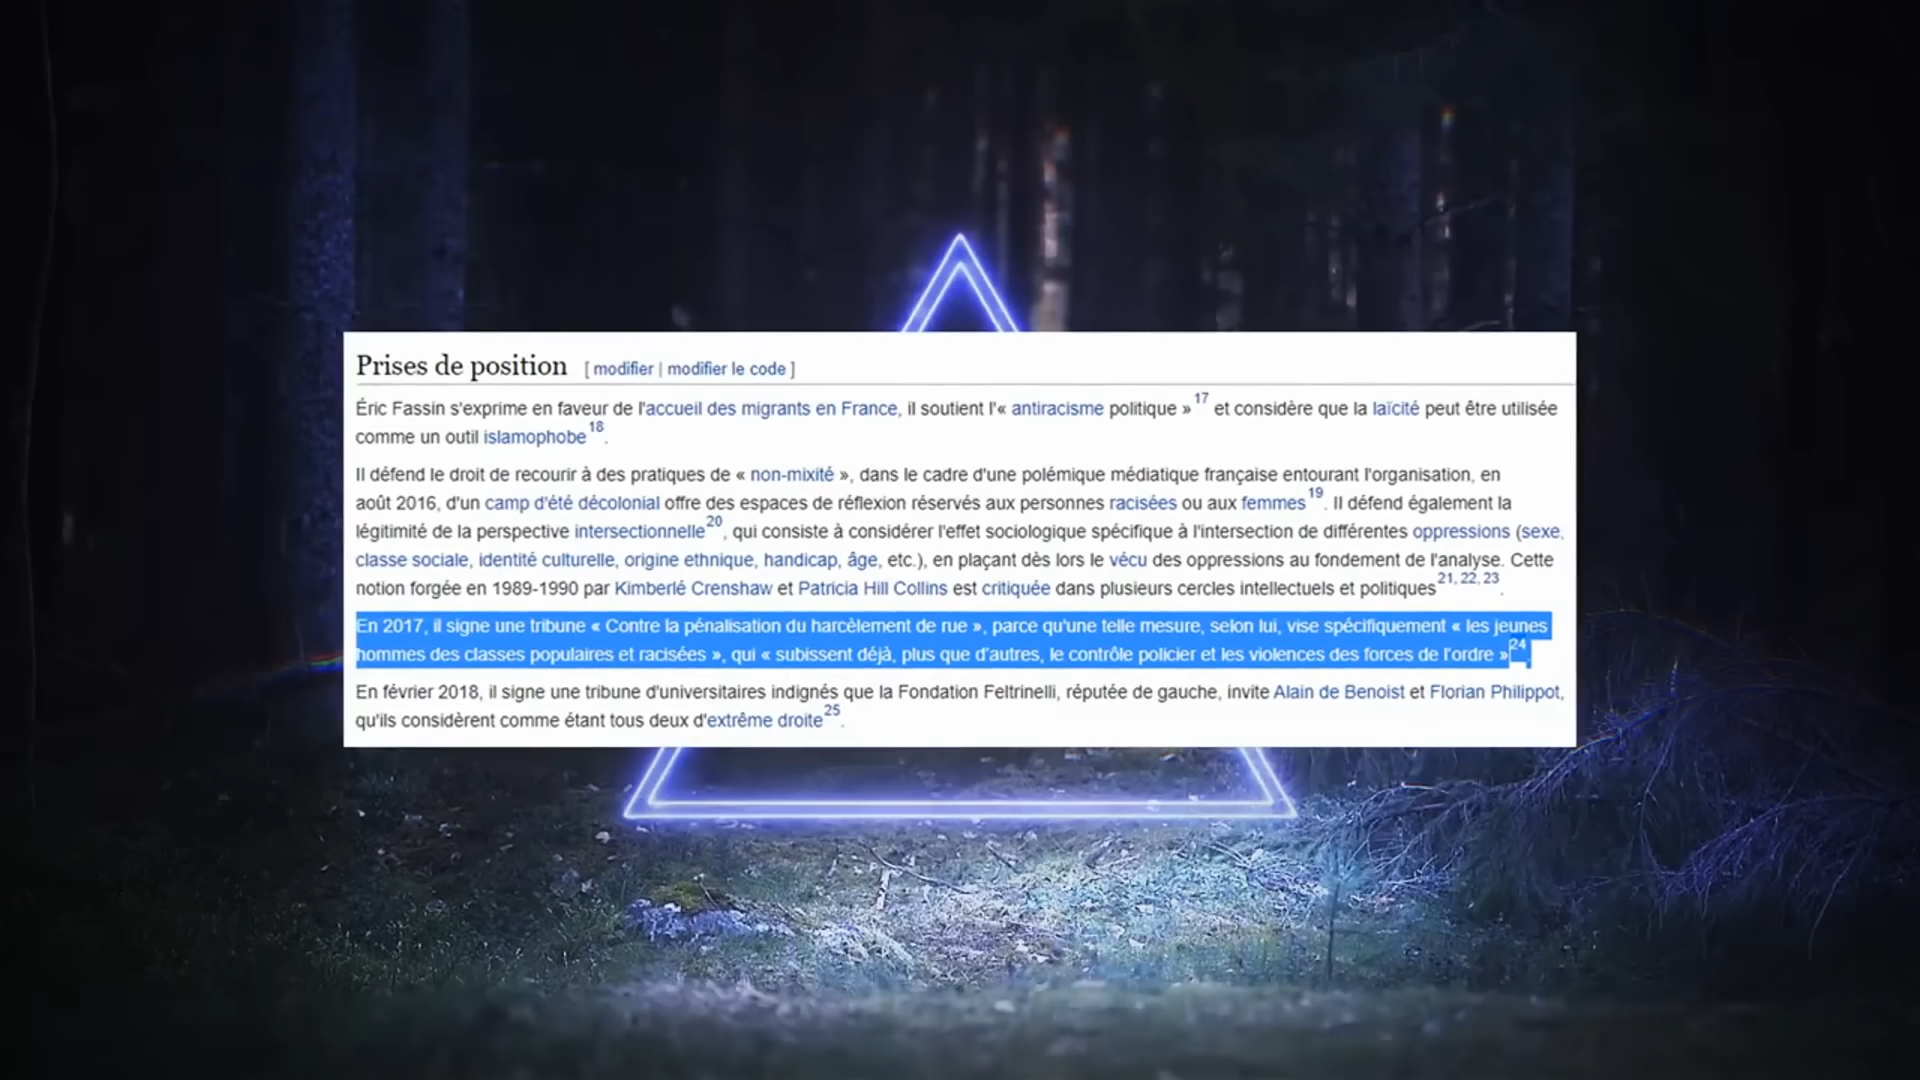 Prises de position [ modifier | modifier le code ]
Éric Fassin s'exprime en faveur de l'accueil des migrants en France, il soutient l'« antiracisme politique »17 et considère que la laïcité peut être utilisée
comme un outil islamophobe18.
Il défend le droit de recourir à des pratiques de « non-mixité », dans le cadre d'une polémique médiatique française entourant l'organisation, en
août 2016, d'un camp d'été décolonial offre des espaces de réflexion réservés aux personnes racisées ou aux femmes19. Il défend également la
légitimité de la perspective intersectionnelle20, qui consiste à considérer l'effet sociologique spécifique à l'intersection de différentes oppressions (sexe,
classe sociale, identité culturelle, origine ethnique, handicap, âge, etc.), en plaçant dès lors le vécu des oppressions au fondement de l'analyse. Cette
notion forgée en 1989-1990 par Kimberlé Crenshaw et Patricia Hill Collins est critiquée dans plusieurs cercles intellectuels et politiques21, 22, 23.
En 2017, il signe une tribune « Contre la pénalisation du harcèlement de rue », parce qu'une telle mesure, selon lui, vise spécifiquement « les jeunes
hommes des classes populaires et racisées », qui « subissent déjà, plus que d'autres, le contrôle policier et les violences des forces de l'ordre »24
En février 2018, il signe une tribune d'universitaires indignés que la Fondation Feltrinelli, réputée de gauche, invite Alain de Benoist et Florian Philippot,
qu'ils considèrent comme étant tous deux d'extrême droite25.